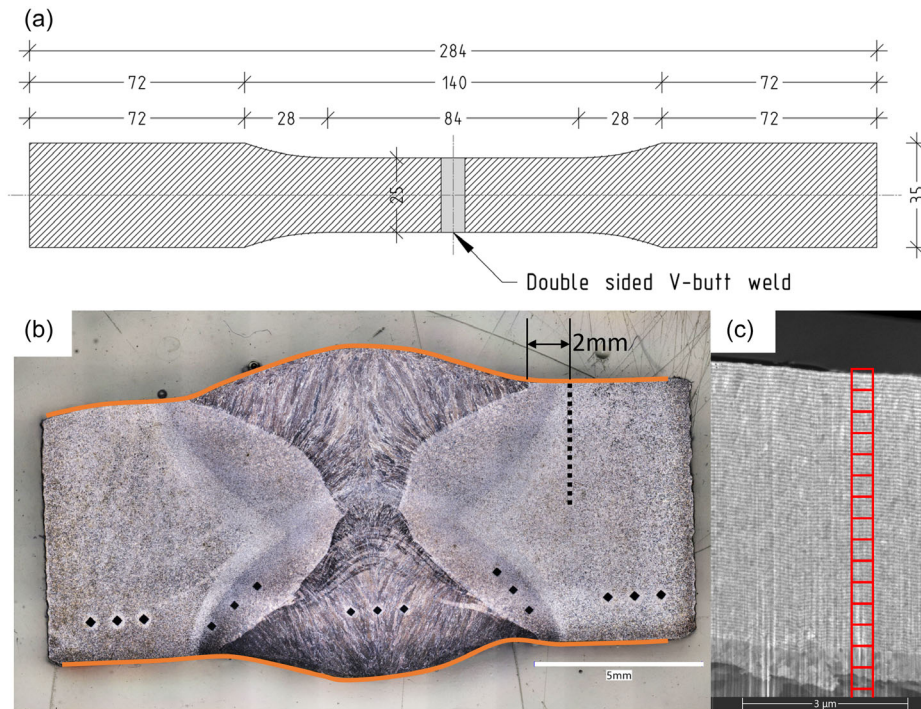 (a)
284
72 140 72
72 28 84 28 72
25
35
Double sided V-butt weld
(b)
2mm
5mm
(c)
3 µm